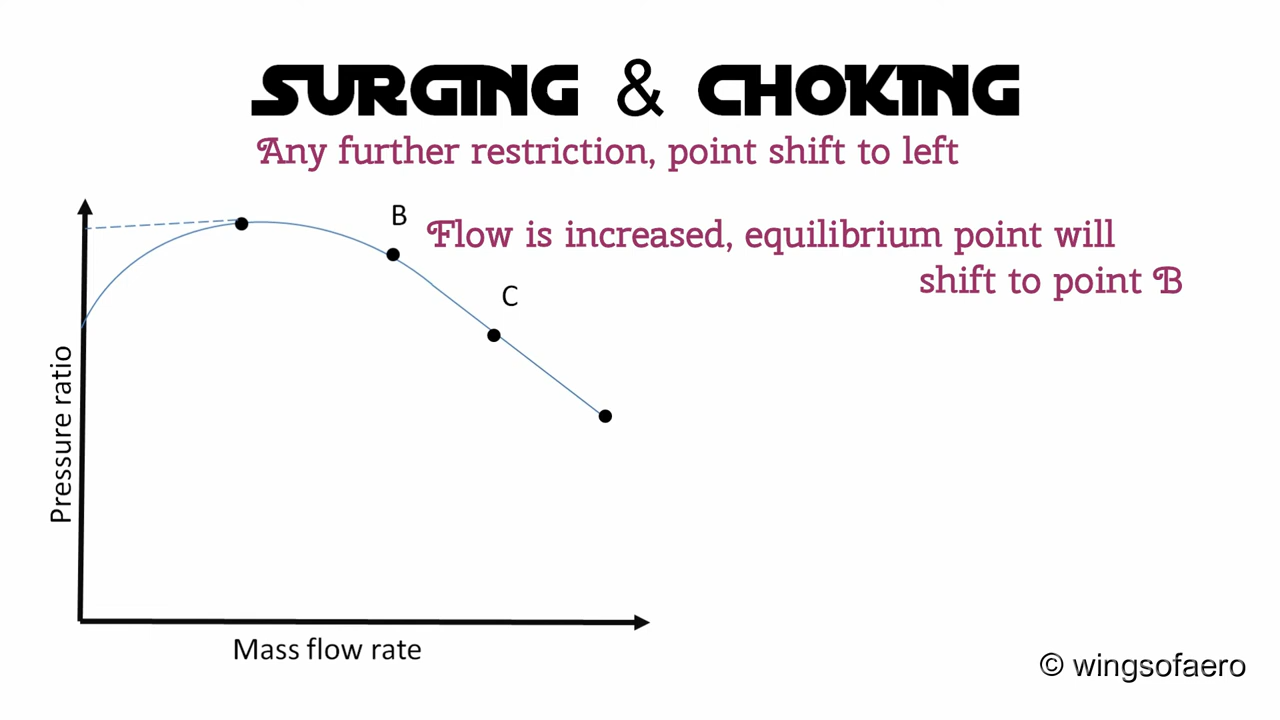 SURGING & CHOKING
Any further restriction, point shift to left
B
Flow is increased, equilibrium point will
shift to point B
C
Pressure ratio
Mass flow rate
© wingsofaero